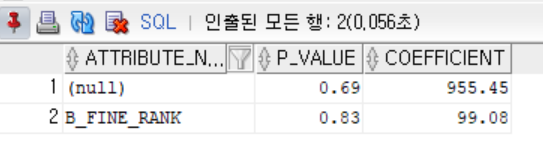 SQL | 인출된 모든 행: 2(0,056초)
ATTRIBUTE_N... P_VALUE COEFFICIENT
1 (null) 0.69 955.45
2 B_FINE_RANK 0.83 99.08